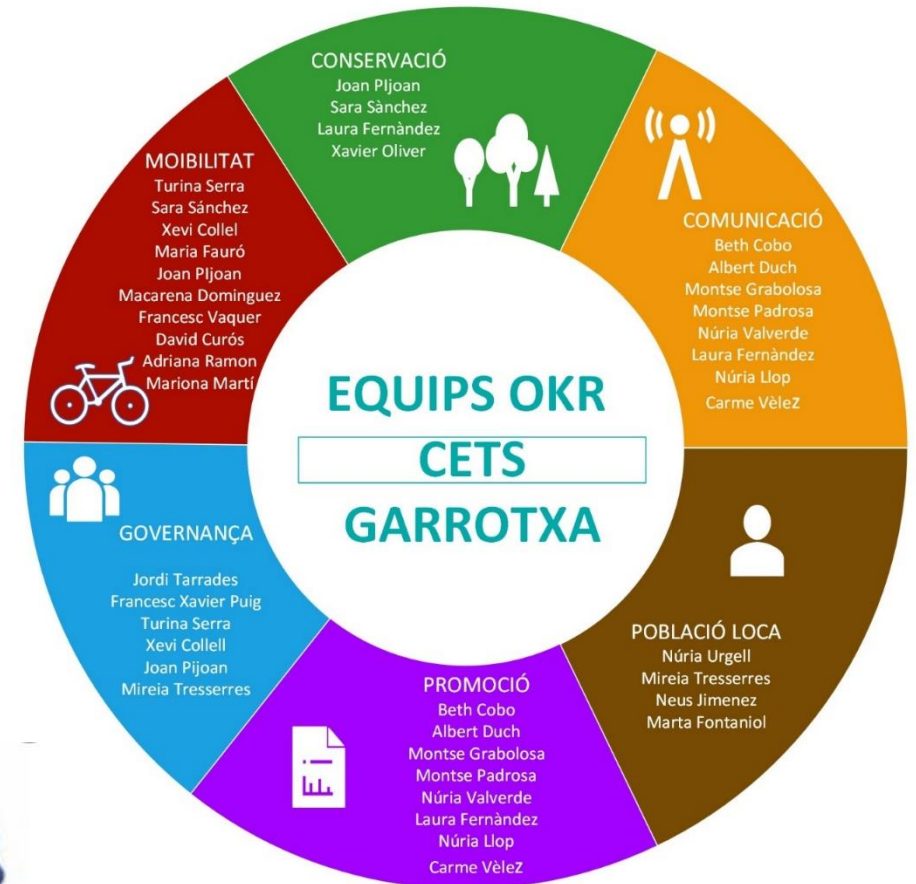 CONSERVACIÓ
Joan PIjoan
Sara Sànchez
Laura Fernàndez
Xavier Oliver
COMUNICACIÓ
Beth Cobo
Albert Duch
Montse Grabolosa
Montse Padrosa
Núria Valverde
Laura Fernàndez
Núria Llop
Carme Vèlez
POBLACIÓ LOCA
Núria Urgell
Mireia Tresserres
Neus Jimenez
Marta Fontaniol
PROMOCIÓ
Beth Cobo
Albert Duch
Montse Grabolosa
Montse Padrosa
Núria Valverde
Laura Fernàndez
Núria Llop
Carme Vèlez
GOVERNANÇA
Jordi Tarrades
Francesc Xavier Puig
Turina Serra
Xevi Collell
Joan Pijoan
Mireia Tresserres
MOIBILITAT
Turina Serra
Sara Sánchez
Xevi Collel
Maria Fauró
Joan PIjoan
Macarena Dominguez
Francesc Vaquer
David Curós
Adriana Ramon
Mariona Martí
EQUIPS OKR
CETS
GARROTXA